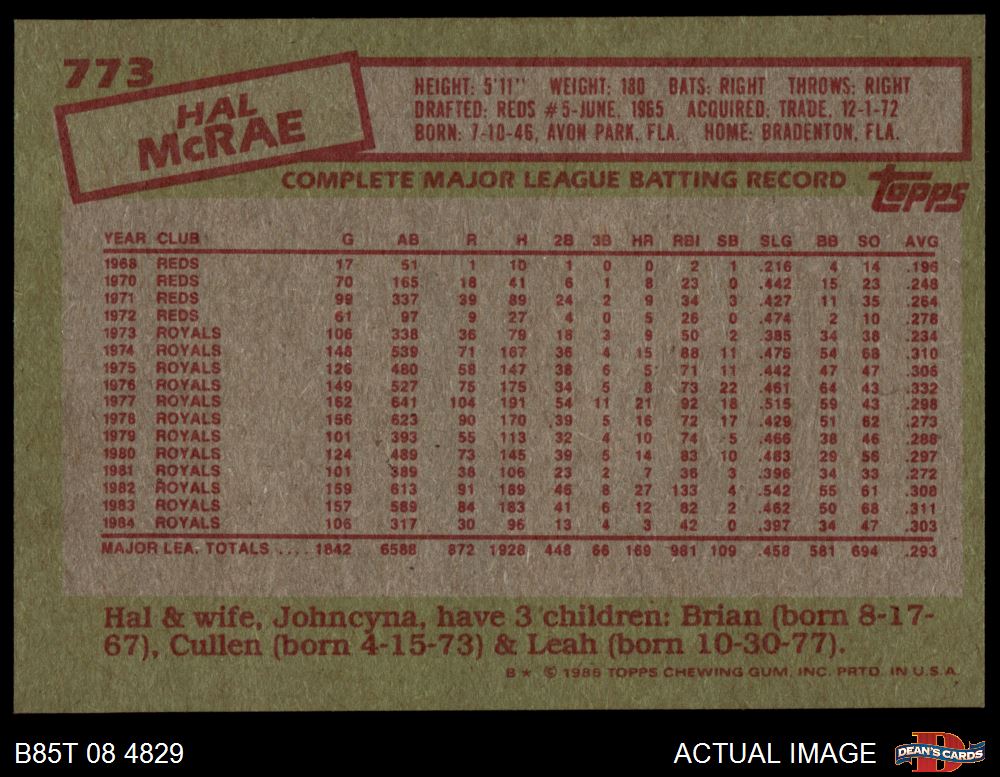 773
HAL
McRAE
HEIGHT: 5'11" WEIGHT: 180 BATS: RIGHT THROWS: RIGHT
DRAFTED: REDS #5-JUNE, 1965 ACQUIRED: TRADE, 12-1-72
BORN: 7-10-46, AVON PARK, FLA. HOME: BRADENTON, FLA.
COMPLETE MAJOR LEAGUE BATTING RECORD
topps
YEAR CLUB G AB R H 2B 3B HR RBI SB SLG BB SO AVG
1968 REDS 17 51 1 10 1 0 0 2 1 .216 4 14 .196
1970 REDS 70 165 18 41 6 1 8 23 0 .442 15 23 .248
1971 REDS 99 337 39 89 24 2 9 34 3 .427 11 35 .264
1972 REDS 61 97 9 27 4 0 5 26 0 .474 2 10 .278
1973 ROYALS 106 338 36 79 18 3 9 50 2 .385 34 38 .234
1974 ROYALS 148 539 71 167 36 4 15 88 11 .475 54 68 .310
1975 ROYALS 126 480 58 147 38 6 5 71 11 .442 47 47 .306
1976 ROYALS 149 527 75 175 34 5 8 73 22 .461 64 43 .332
1977 ROYALS 162 641 104 191 54 11 21 92 18 .515 59 43 .298
1978 ROYALS 156 623 90 170 39 5 16 72 17 .429 51 62 .273
1979 ROYALS 101 393 55 113 32 4 10 74 5 .466 38 46 .288
1980 ROYALS 124 489 73 145 39 5 14 83 10 .483 29 56 .297
1981 ROYALS 101 389 38 106 23 2 7 36 3 .396 34 33 .272
1982 ROYALS 159 613 91 189 46 8 27 133 4 .542 55 61 .308
1983 ROYALS 157 589 84 183 41 6 12 82 2 .462 50 68 .311
1984 ROYALS 106 317 30 96 13 4 3 42 0 .397 34 47 .303
MAJOR LEA. TOTALS .... 1842 6588 872 1928 448 66 169 981 109 .458 581 694 .293
Hal & wife, Johncyna, have 3 children: Brian (born 8-17-
67), Cullen (born 4-15-73) & Leah (born 10-30-77).
B* © 1985 TOPPS CHEWING GUM, INC. PRTD. IN U.S.A.
B85T 08 4829
ACTUAL IMAGE
DEAN'S CARDS